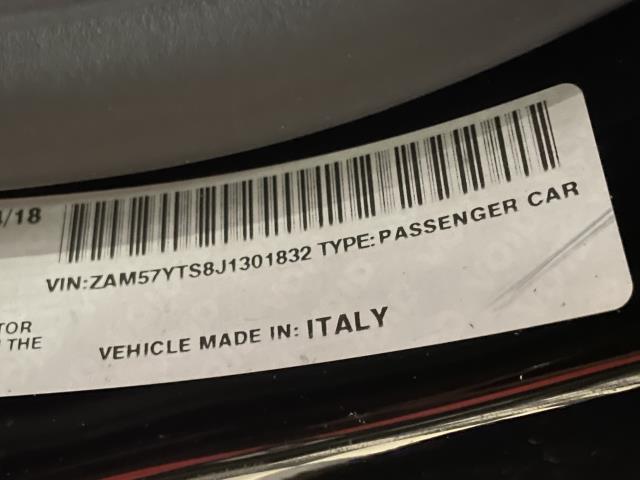 /18
VIN:ZAM57YTS8J1301832 TYPE:PASSENGER CAR
TOR
THE
VEHICLE MADE IN: ITALY